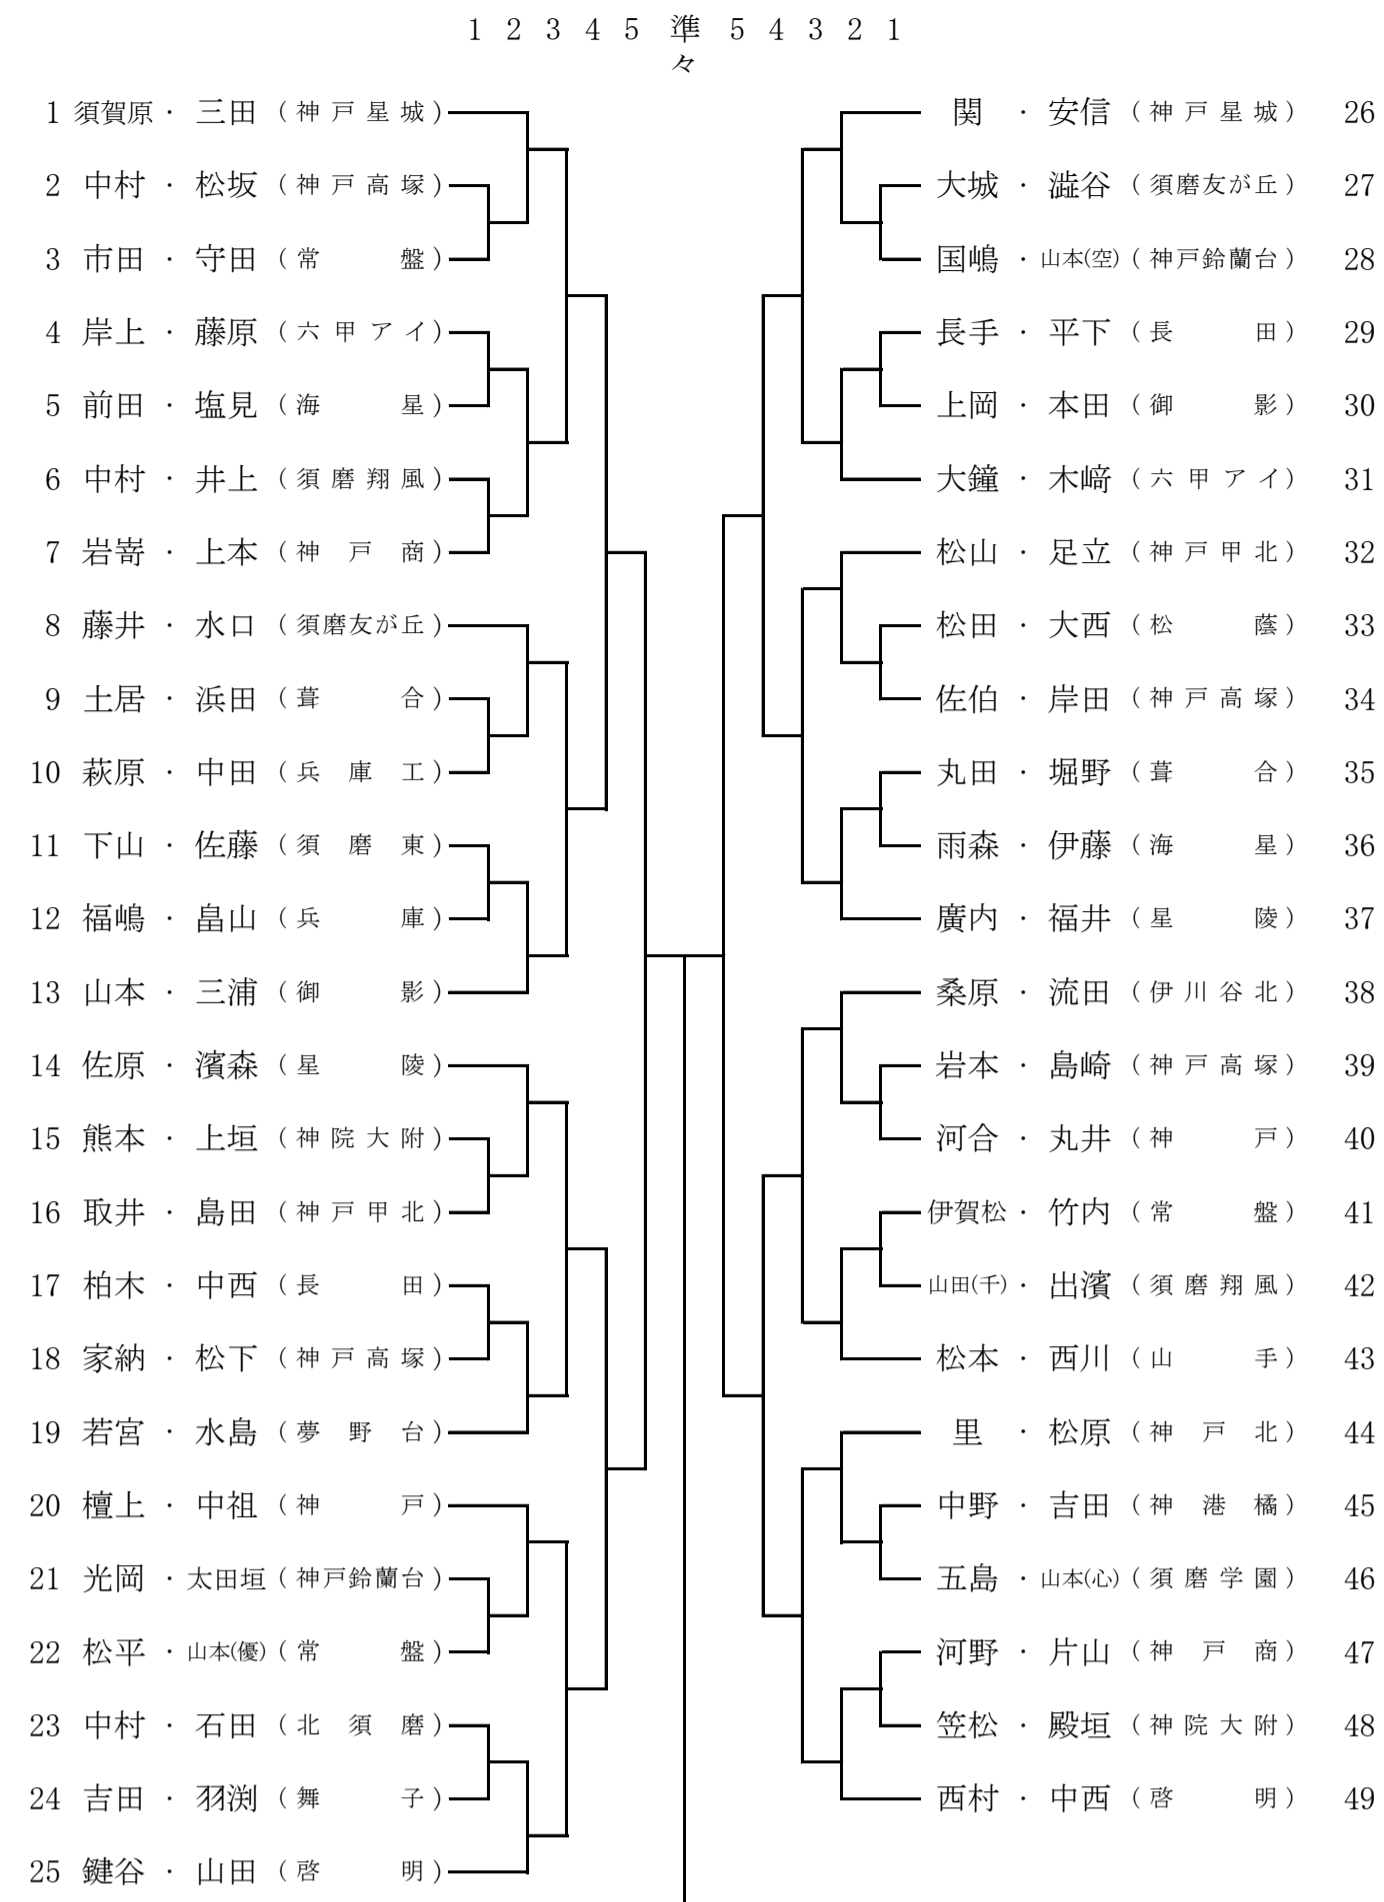 1 2 3 4 5 準々 5 4 3 2 1
1 須賀原・三田（神戸星城）
2 中村・松坂（神戸高塚）
3 市田・守田（常盤）
4 岸上・藤原（六甲アイ）
5 前田・塩見（海星）
6 中村・井上（須磨翔風）
7 岩嵜・上本（神戸商）
8 藤井・水口（須磨友が丘）
9 土居・浜田（葺合）
10 萩原・中田（兵庫工）
11 下山・佐藤（須磨東）
12 福嶋・畠山（兵庫）
13 山本・三浦（御影）
14 佐原・濱森（星陵）
15 熊本・上垣（神院大附）
16 取井・島田（神戸甲北）
17 柏木・中西（長田）
18 家納・松下（神戸高塚）
19 若宮・水島（夢野台）
20 檀上・中祖（神戸）
21 光岡・太田垣（神戸鈴蘭台）
22 松平・山本(優)（常盤）
23 中村・石田（北須磨）
24 吉田・羽渕（舞子）
25 鍵谷・山田（啓明）
関・安信（神戸星城） 26
大城・澁谷（須磨友が丘） 27
国嶋・山本(空)（神戸鈴蘭台） 28
長手・平下（長田） 29
上岡・本田（御影） 30
大鐘・木﨑（六甲アイ） 31
松山・足立（神戸甲北） 32
松田・大西（松蔭） 33
佐伯・岸田（神戸高塚） 34
丸田・堀野（葺合） 35
雨森・伊藤（海星） 36
廣内・福井（星陵） 37
桑原・流田（伊川谷北） 38
岩本・島崎（神戸高塚） 39
河合・丸井（神戸） 40
伊賀松・竹内（常盤） 41
山田(千)・出濱（須磨翔風） 42
松本・西川（山手） 43
里・松原（神戸北） 44
中野・吉田（神港橘） 45
五島・山本(心)（須磨学園） 46
河野・片山（神戸商） 47
笠松・殿垣（神院大附） 48
西村・中西（啓明） 49